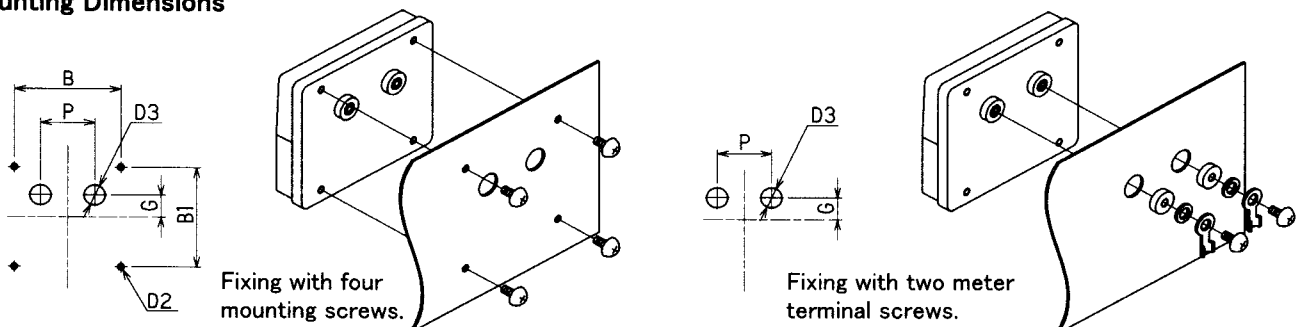 unting Dimensions
B
P
D3
G
B1
D2
Fixing with four
mounting screws.
P
D3
G
Fixing with two meter
terminal screws.